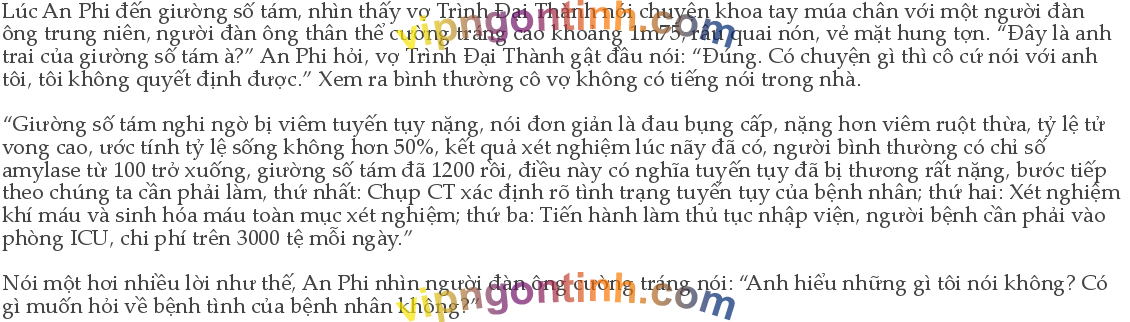 Lúc An Phi đến giường số tám, nhìn thấy vợ Trình Đại Thành nói chuyện khoa tay múa chân với một người đàn
ông trung niên, người đàn ông thân thể cường tráng cao khoảng 1m75, râu quai nón, vẻ mặt hung tợn. “Đây là anh
trai của giường số tám à?” An Phi hỏi, vợ Trình Đại Thành gật đầu nói: “Đúng. Có chuyện gì thì cô cứ nói với anh
tôi, tôi không quyết định được.” Xem ra bình thường cô vợ không có tiếng nói trong nhà.
“Giường số tám nghi ngờ bị viêm tuyến tụy nặng, nói đơn giản là đau bụng cấp, nặng hơn viêm ruột thừa, tỷ lệ tử
vong cao, ước tính tỷ lệ sống không hơn 50%, kết quả xét nghiệm lúc nãy đã có, người bình thường có chỉ số
amylase từ 100 trở xuống, giường số tám đã 1200 rồi, điều này có nghĩa tuyến tụy đã bị thương rất nặng, bước tiếp
theo chúng ta cần phải làm, thứ nhất: Chụp CT xác định rõ tình trạng tuyến tụy của bệnh nhân; thứ hai: Xét nghiệm
khí máu và sinh hóa máu toàn mục xét nghiệm; thứ ba: Tiến hành làm thủ tục nhập viện, người bệnh cần phải vào
phòng ICU, chi phí trên 3000 tệ mỗi ngày.”
Nói một hơi nhiều lời như thế, An Phi nhìn người đàn ông cường tráng nói: “Anh hiểu những gì tôi nói không? Có
gì muốn hỏi về bệnh tình của bệnh nhân không?”
vipngontinh.com
vipngontinh.com